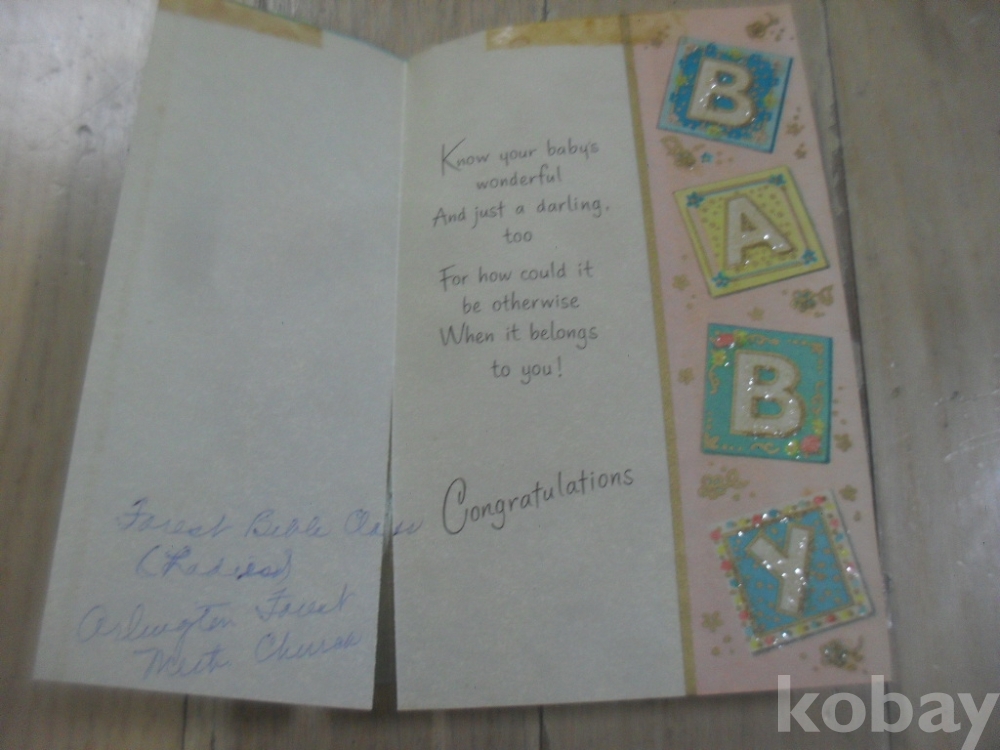 Know your baby's
wonderful
And just a darling,
too
For how could it
be otherwise
When it belongs
to you!
Congratulations
Forest Bible Class
(Ladies)
Arlington Forest
Meth Church
B
A
B
Y
kobay